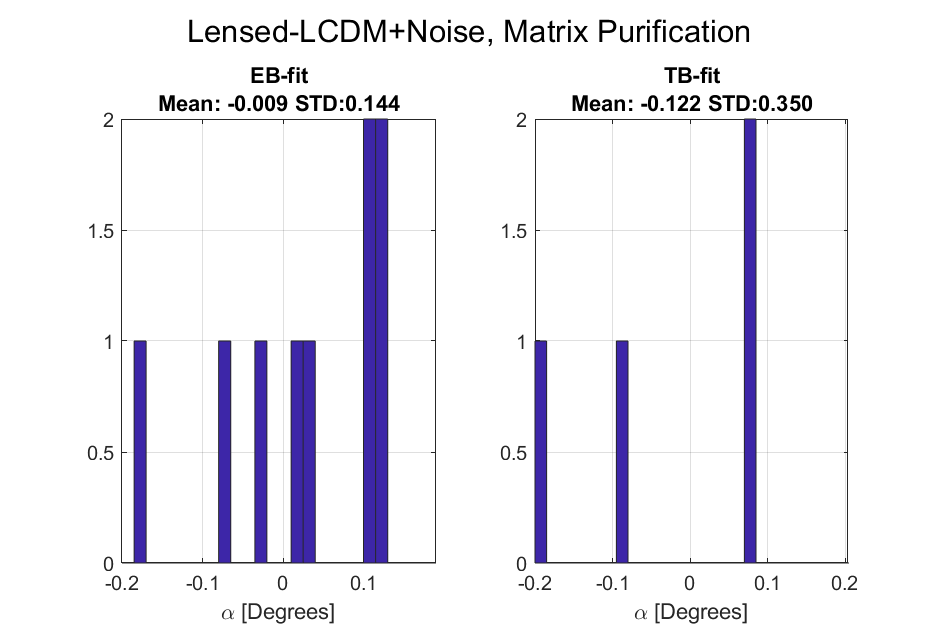 Lensed-LCDM+Noise, Matrix Purification
EB-fit
Mean: -0.009 STD:0.144
2
1.5
1
0.5
0
-0.2
-0.1
0
0.1
α [Degrees]
TB-fit
Mean: -0.122 STD:0.350
2
1.5
1
0.5
0
-0.2
-0.1
0
0.1
0.2
α [Degrees]